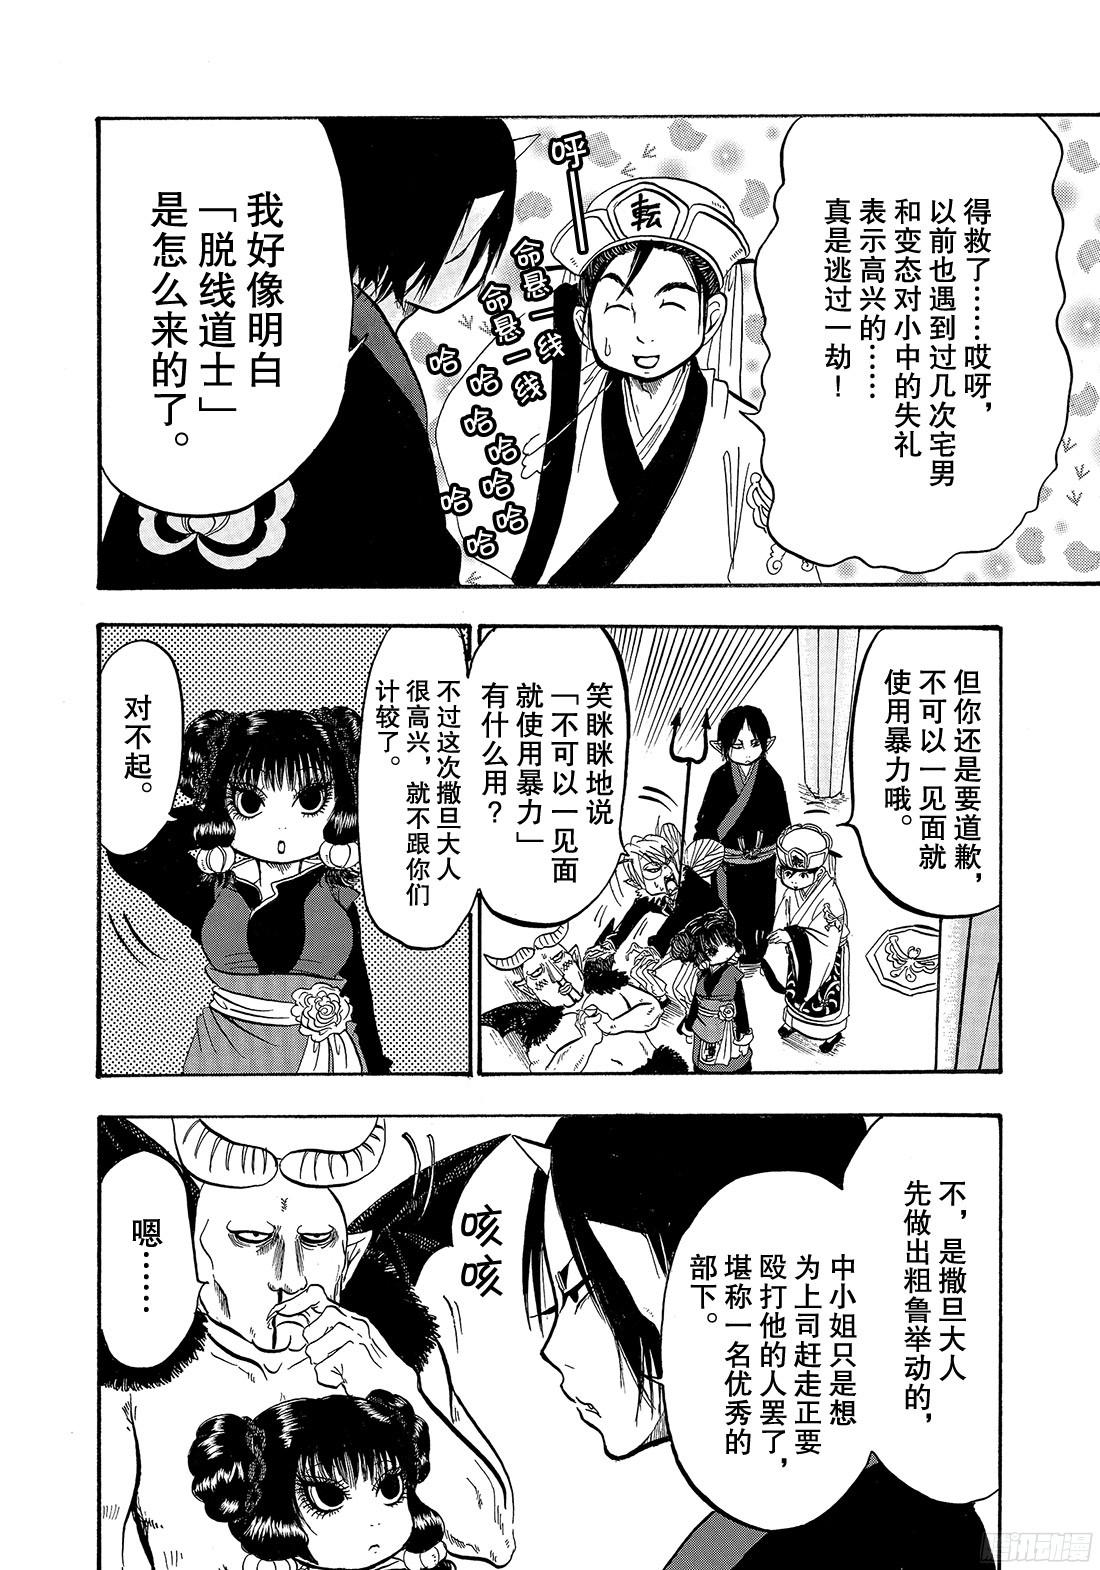 得救了……哎呀，
以前也遇到过几次宅男
和变态对小中的失礼
表示高兴的……
真是逃过一劫！
呼——
転
命悬一线
命悬一线
哈
哈
哈
哈
哈
哈
哈
哈
我好像明白
「脱线道士」
是怎么来的了。
但你还是要道歉，
不可以一见面就
使用暴力哦。
笑眯眯地说
「不可以一见面
就使用暴力」
有什么用？
不过这次撒旦大人
很高兴，就不跟你们
计较了。
对不起。
不，是撒旦大人
先做出粗鲁举动的，
中小姐只是想
为上司赶走正要
殴打他的人罢了，
堪称一名优秀的
部下。
咳咳
嗯……
腾讯动漫